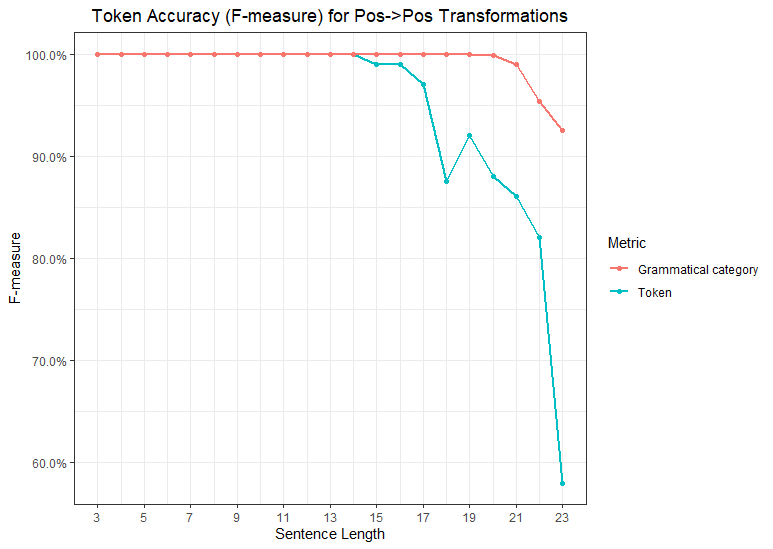 Token Accuracy (F-measure) for Pos->Pos Transformations
100.0%
90.0%
80.0%
70.0%
60.0%
F-measure
3 5 7 9 11 13 15 17 19 21 23
Sentence Length
Metric
Grammatical category
Token